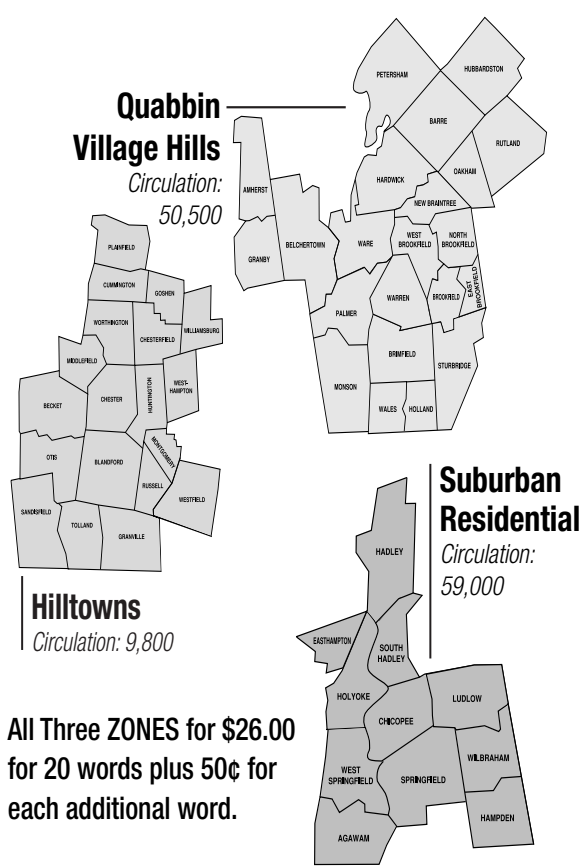 Quabbin
Village Hills
Circulation:
50,500
PETERSHAM
HUBBARDSTON
BARRE
RUTLAND
HARDWICK
OAKHAM
NEW BRAINTREE
AMHERST
BELCHERTOWN
GRANBY
WARE
WEST
BROOKFIELD
NORTH
BROOKFIELD
WARREN
BROOKFIELD
EAST
BROOKFIELD
PALMER
BRIMFIELD
STURBRIDGE
MONSON
WALES
HOLLAND
PLAINFIELD
CUMMINGTON
GOSHEN
WORTHINGTON
CHESTERFIELD
WILLIAMSBURG
MIDDLEFIELD
CHESTER
HUNTINGTON
WEST-
HAMPTON
BECKET
OTIS
BLANDFORD
MONTGOMERY
RUSSELL
WESTFIELD
SANDISFIELD
TOLLAND
GRANVILLE
Hilltowns
Circulation: 9,800
Suburban
Residential
Circulation:
59,000
HADLEY
EASTHAMPTON
SOUTH
HADLEY
HOLYOKE
CHICOPEE
LUDLOW
WEST
SPRINGFIELD
SPRINGFIELD
WILBRAHAM
HAMPDEN
AGAWAM
All Three ZONES for $26.00
for 20 words plus 50¢ for
each additional word.